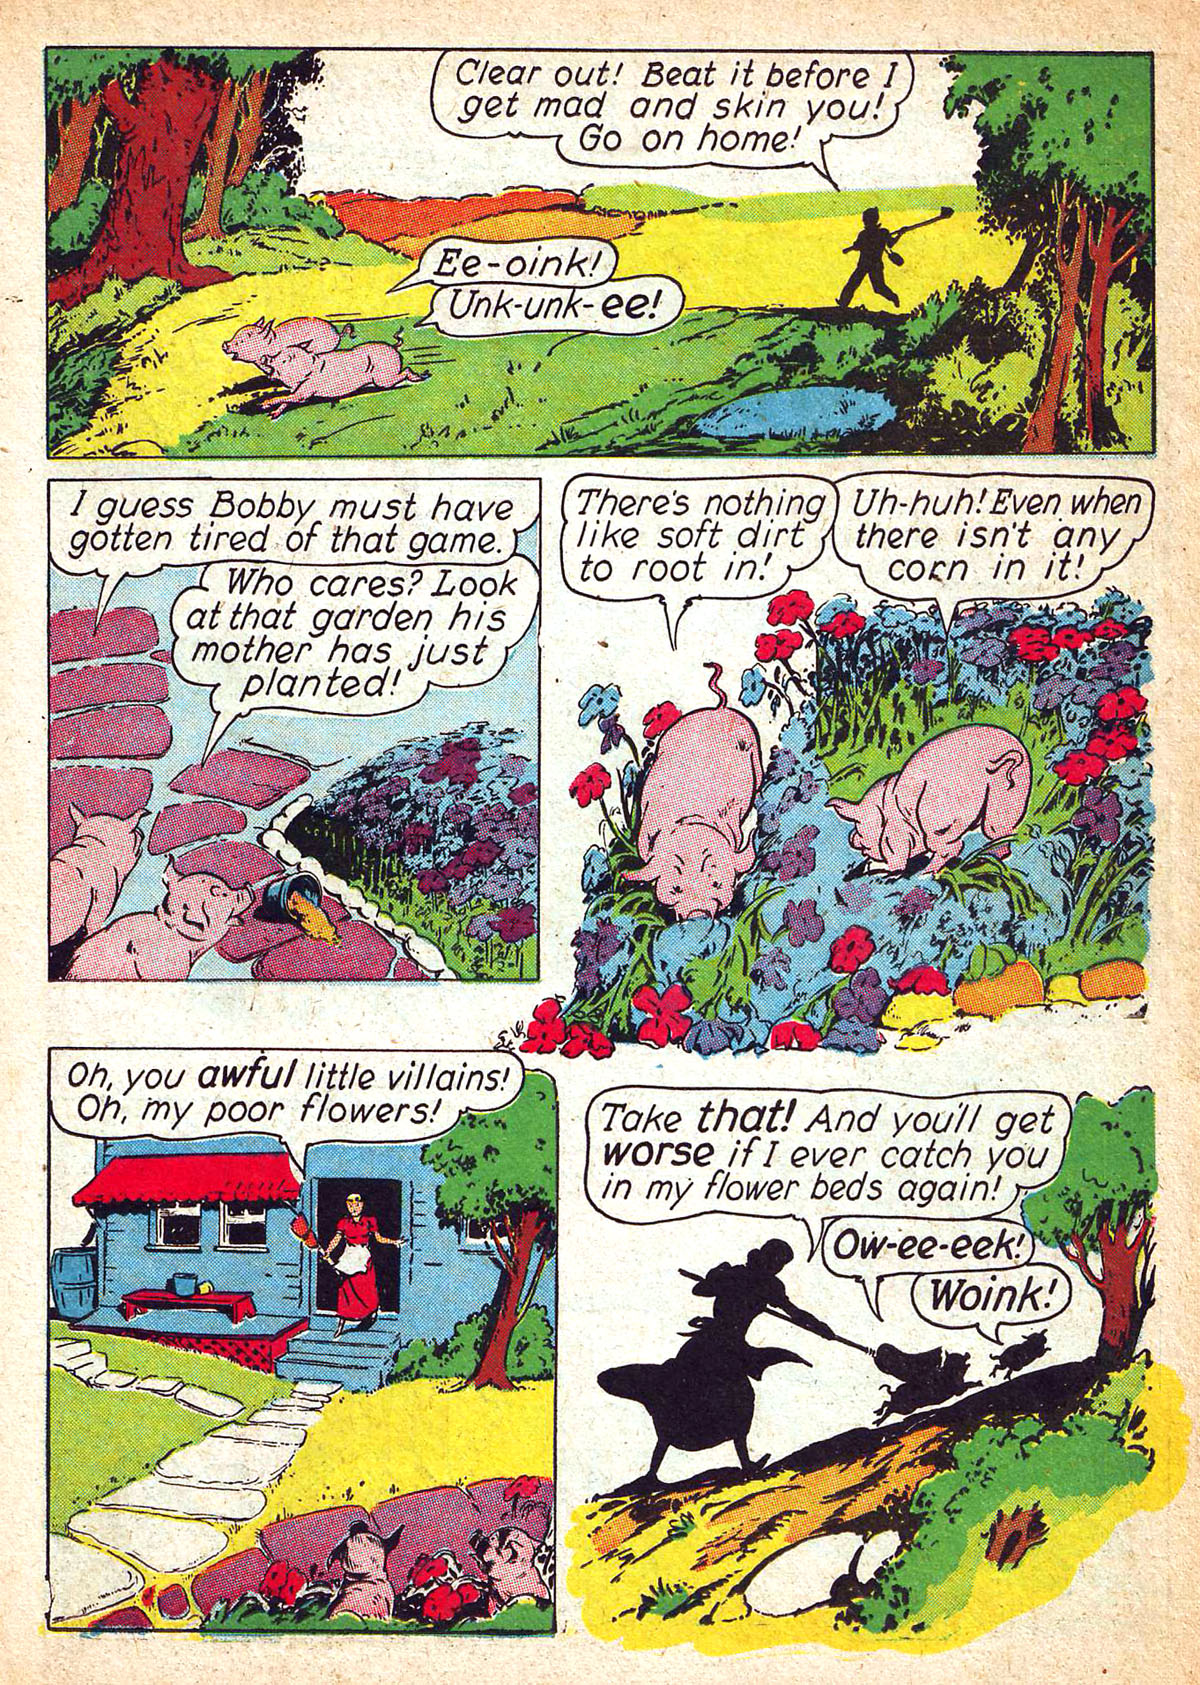 Clear out! Beat it before I
get mad and skin you!
Go on home!
Ee-oink!
Unk-unk-ee!
I guess Bobby must have
gotten tired of that game.
Who cares? Look
at that garden his
mother has just
planted!
There's nothing
like soft dirt
to root in!
Uh-huh! Even when
there isn't any
corn in it!
Oh, you awful little villains!
Oh, my poor flowers!
Take that! And you'll get
worse if I ever catch you
in my flower beds again!
Ow-ee-eek!
Woink!